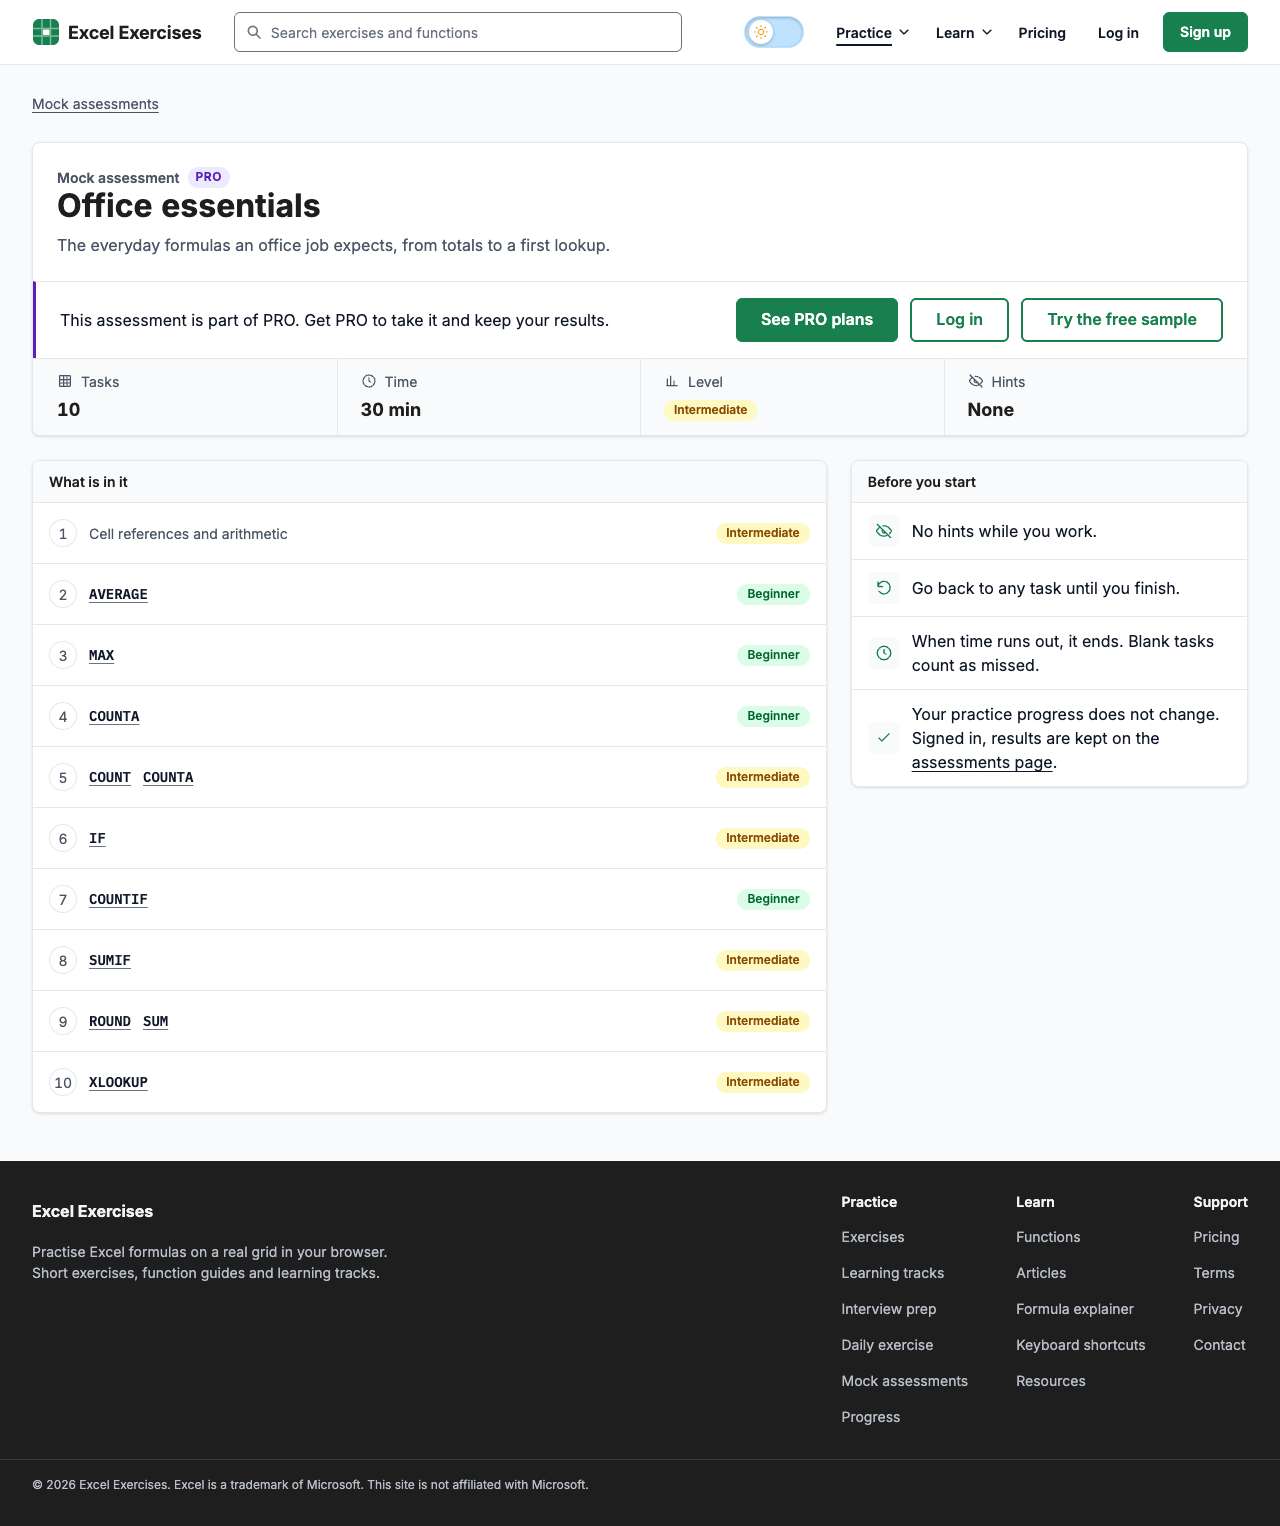 Excel Exercises
Search exercises and functions
Practice
Learn
Pricing
Log in
Sign up
Mock assessments
Mock assessment PRO
Office essentials
The everyday formulas an office job expects, from totals to a first lookup.
This assessment is part of PRO. Get PRO to take it and keep your results.
See PRO plans
Log in
Try the free sample
Tasks
10
Time
30 min
Level
Intermediate
Hints
None
What is in it
1 Cell references and arithmetic Intermediate
2 AVERAGE Beginner
3 MAX Beginner
4 COUNTA Beginner
5 COUNT COUNTA Intermediate
6 IF Intermediate
7 COUNTIF Beginner
8 SUMIF Intermediate
9 ROUND SUM Intermediate
10 XLOOKUP Intermediate
Before you start
No hints while you work.
Go back to any task until you finish.
When time runs out, it ends. Blank tasks
count as missed.
Your practice progress does not change.
Signed in, results are kept on the
assessments page.
Excel Exercises
Practise Excel formulas on a real grid in your browser.
Short exercises, function guides and learning tracks.
Practice
Exercises
Learning tracks
Interview prep
Daily exercise
Mock assessments
Progress
Learn
Functions
Articles
Formula explainer
Keyboard shortcuts
Resources
Support
Pricing
Terms
Privacy
Contact
© 2026 Excel Exercises. Excel is a trademark of Microsoft. This site is not affiliated with Microsoft.